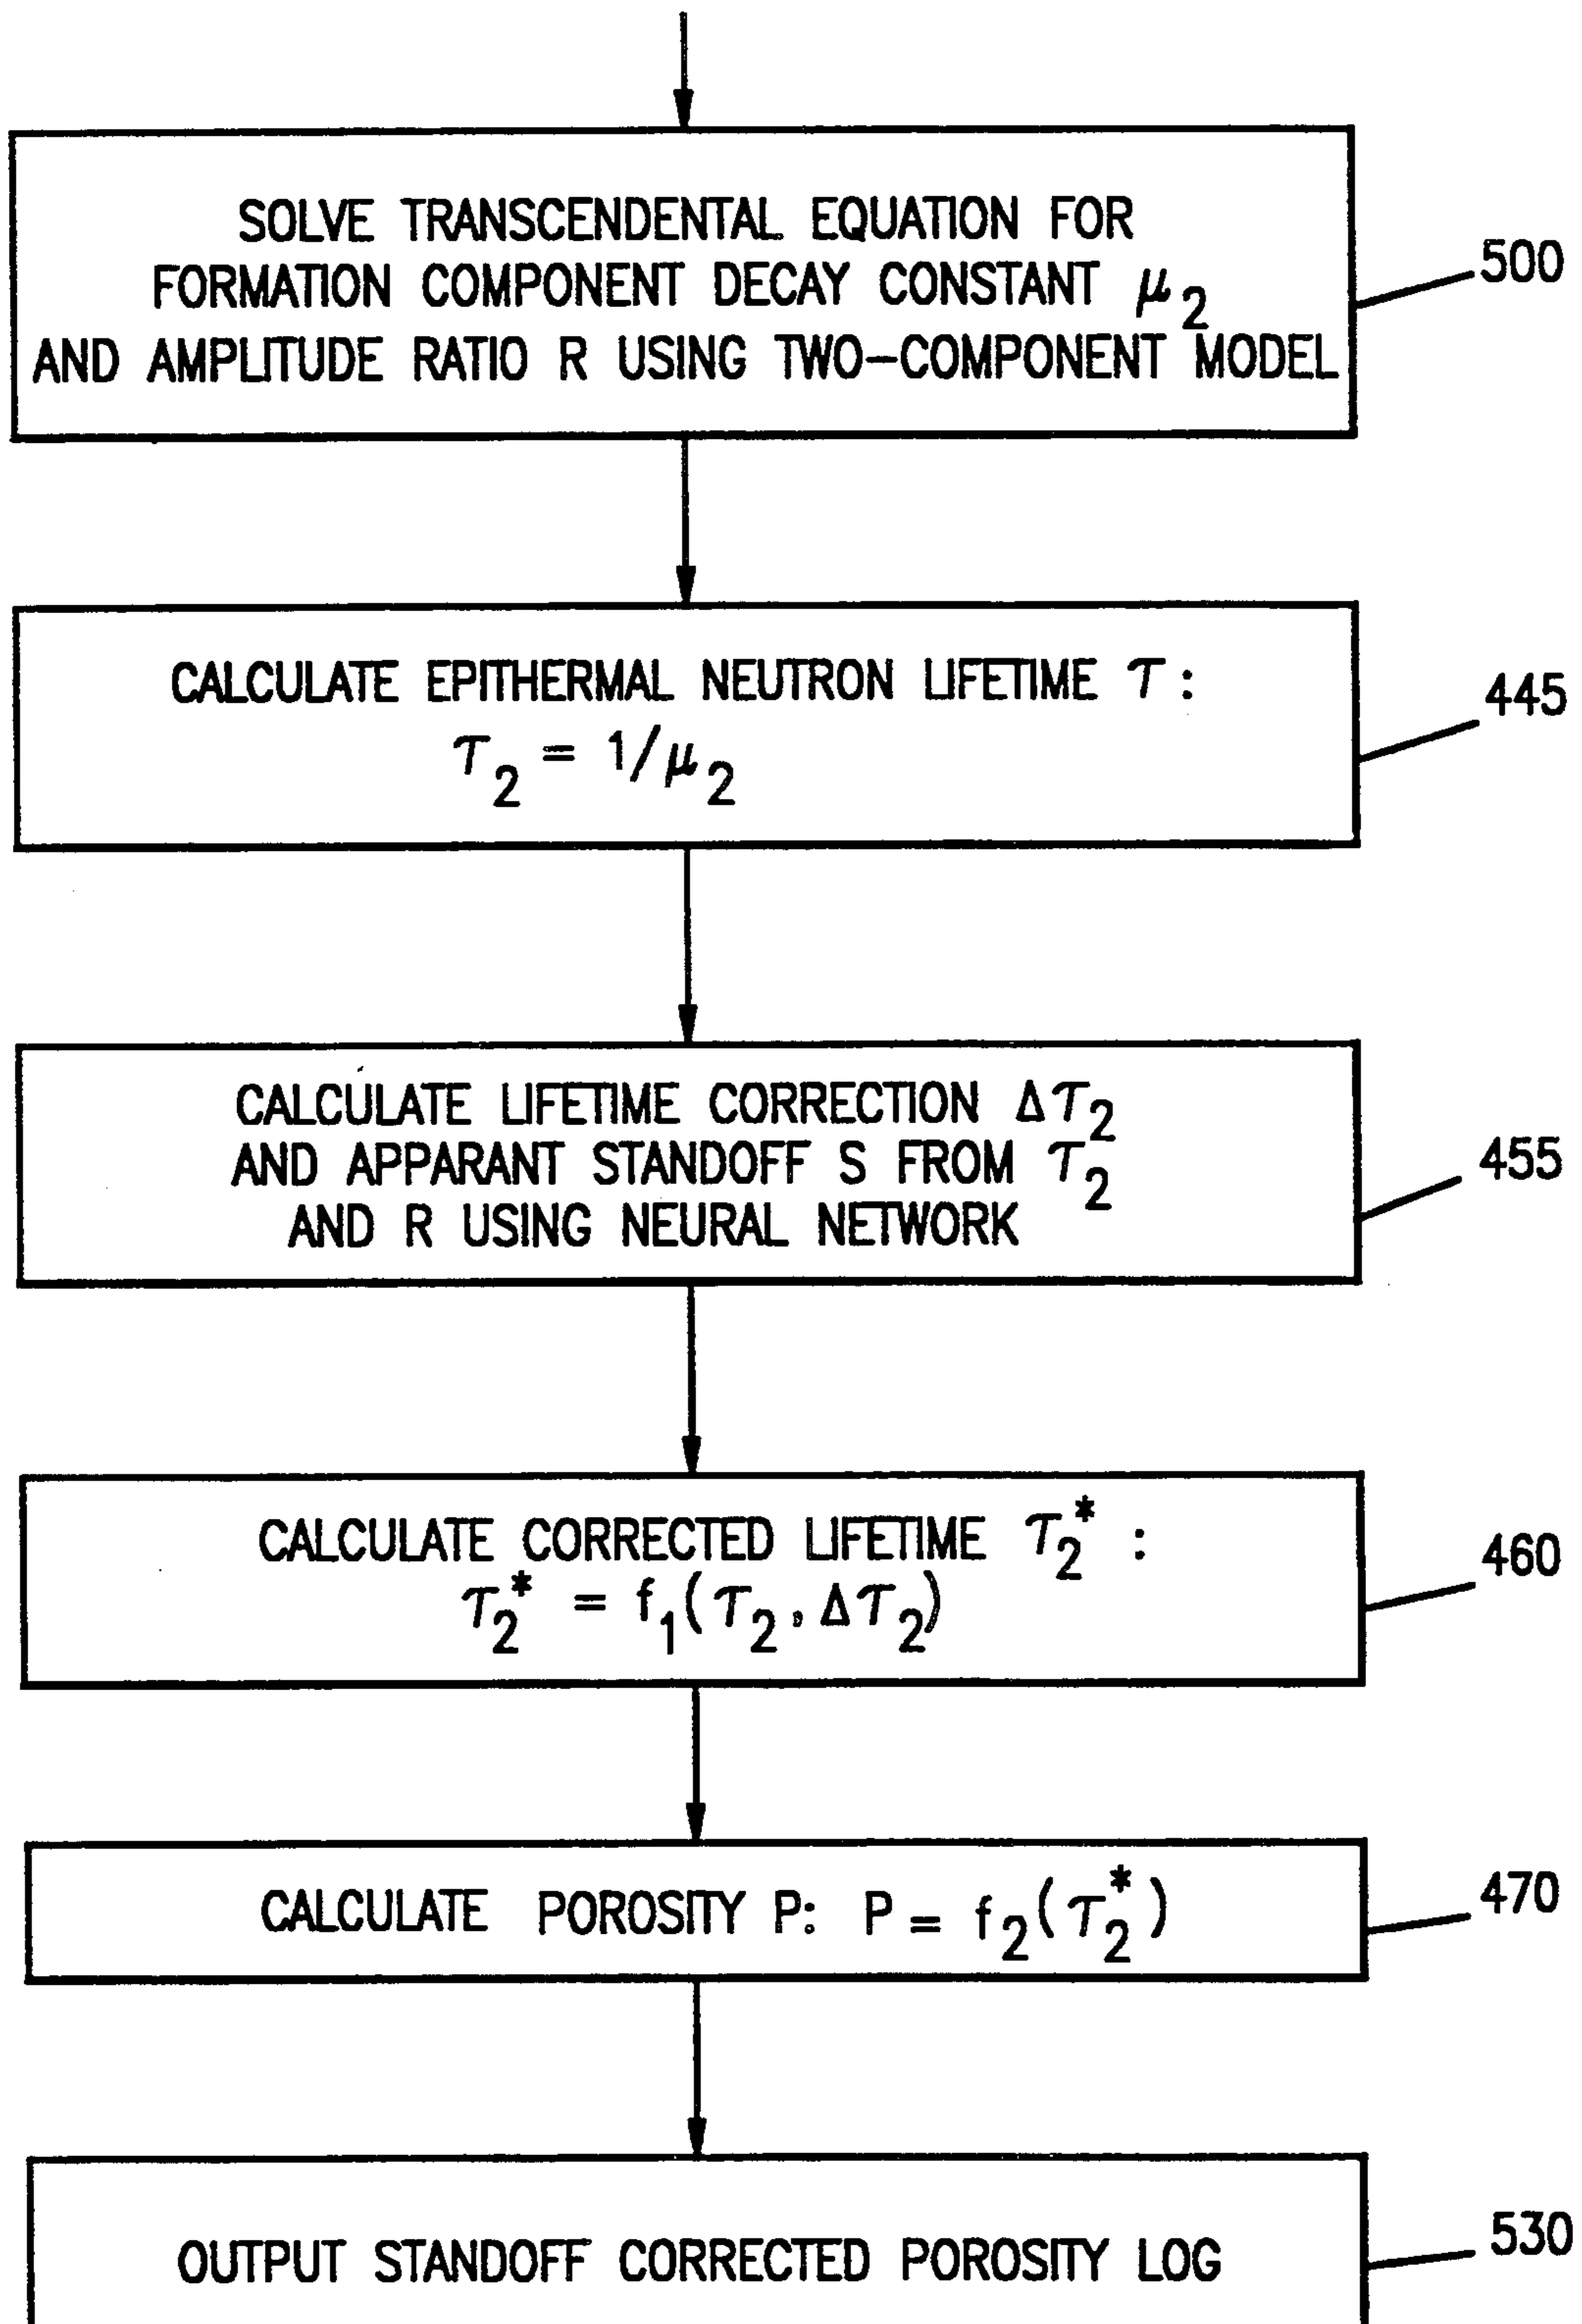 SOLVE TRANSCENDENTAL EQUATION FOR
FORMATION COMPONENT DECAY CONSTANT μ₂
AND AMPLITUDE RATIO R USING TWO-COMPONENT MODEL
500
CALCULATE EPITHERMAL NEUTRON LIFETIME τ:
τ₂ = 1/μ₂
445
CALCULATE LIFETIME CORRECTION Δτ₂
AND APPARANT STANDOFF S FROM τ₂
AND R USING NEURAL NETWORK
455
CALCULATE CORRECTED LIFETIME τ₂* :
τ₂* = f₁(τ₂, Δτ₂)
460
CALCULATE POROSITY P: P = f₂(τ₂*)
470
OUTPUT STANDOFF CORRECTED POROSITY LOG
530